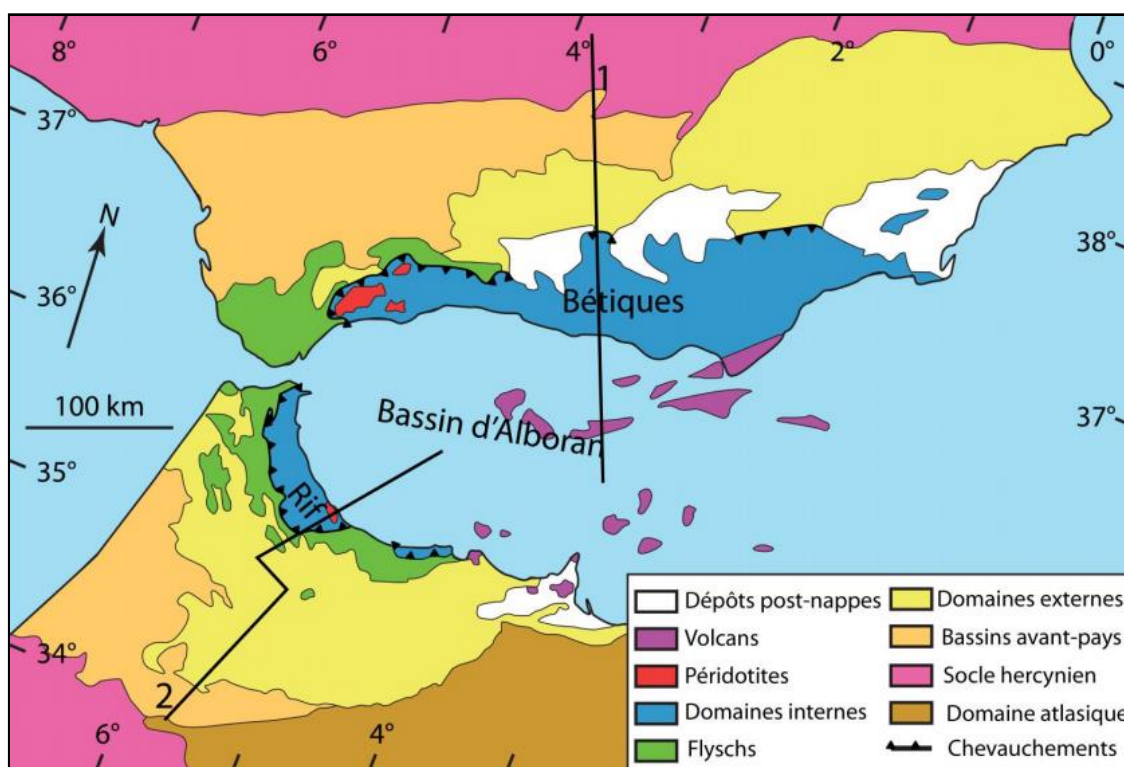 8° 6° 4° 2° 0°
1
37°
N
38°
36°
Bétiques
100 km
Bassin d'Alboran
37°
35°
Rif
34°
2
6° 4°
Dépôts post-nappes
Volcans
Péridotites
Domaines internes
Flyschs
Domaines externes
Bassins avant-pays
Socle hercynien
Domaine atlasique
Chevauchements